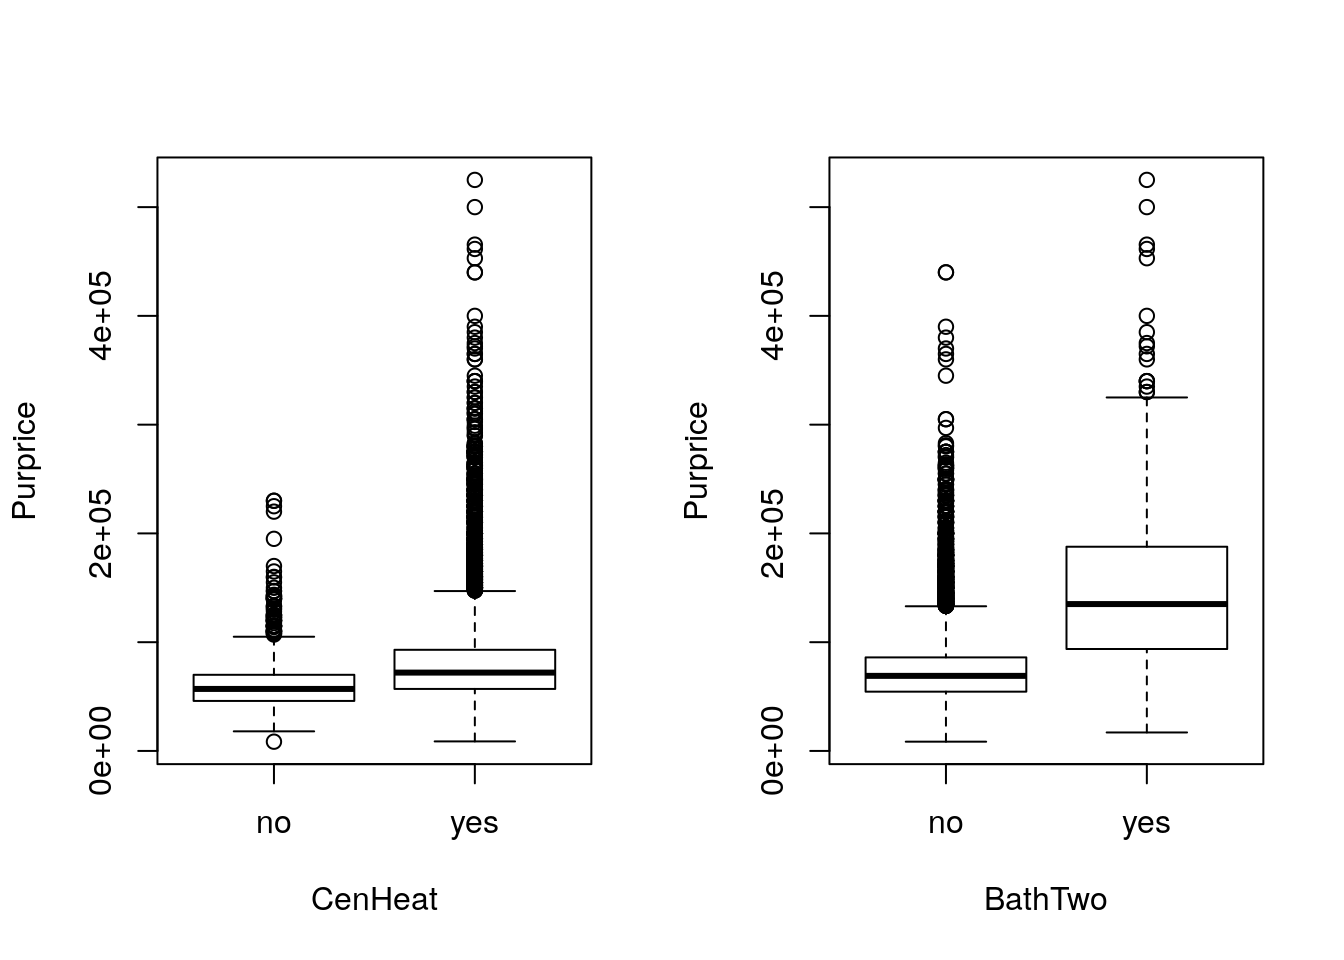 Purprice
4e+05
2e+05
0e+00
no yes
CenHeat
Purprice
4e+05
2e+05
0e+00
no yes
BathTwo